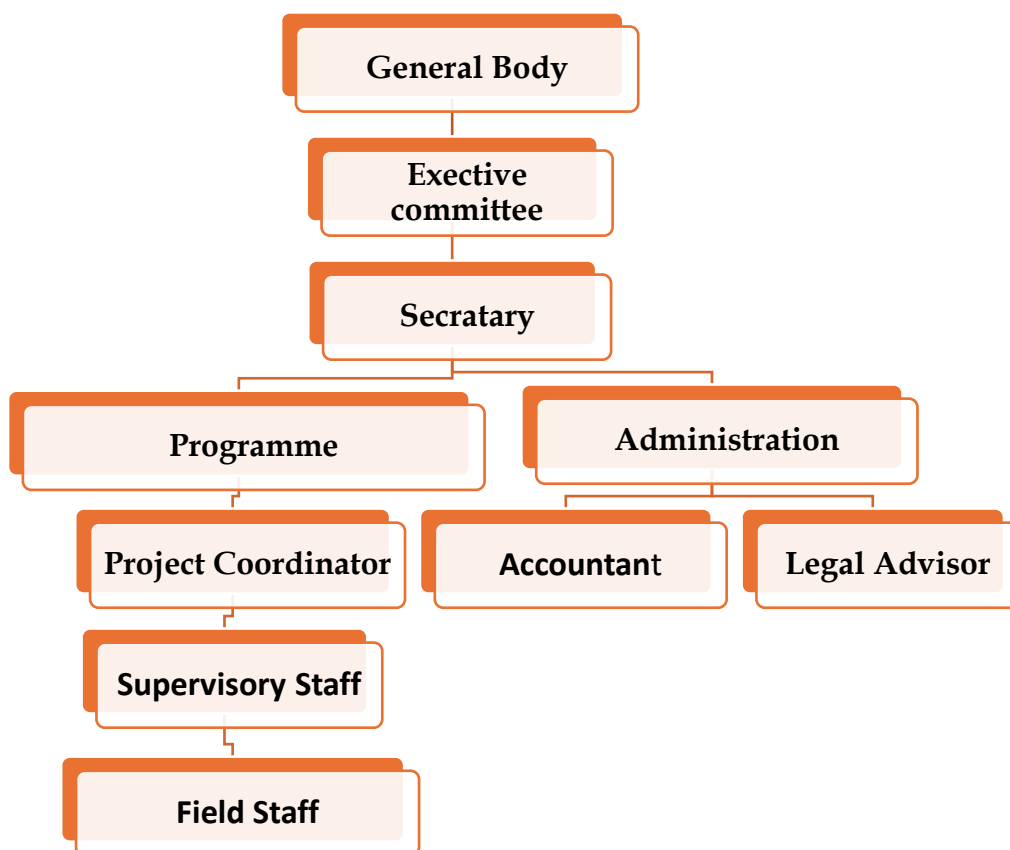 General Body
Exective
committee
Secratary
Programme
Administration
Project Coordinator
Accountant
Legal Advisor
Supervisory Staff
Field Staff